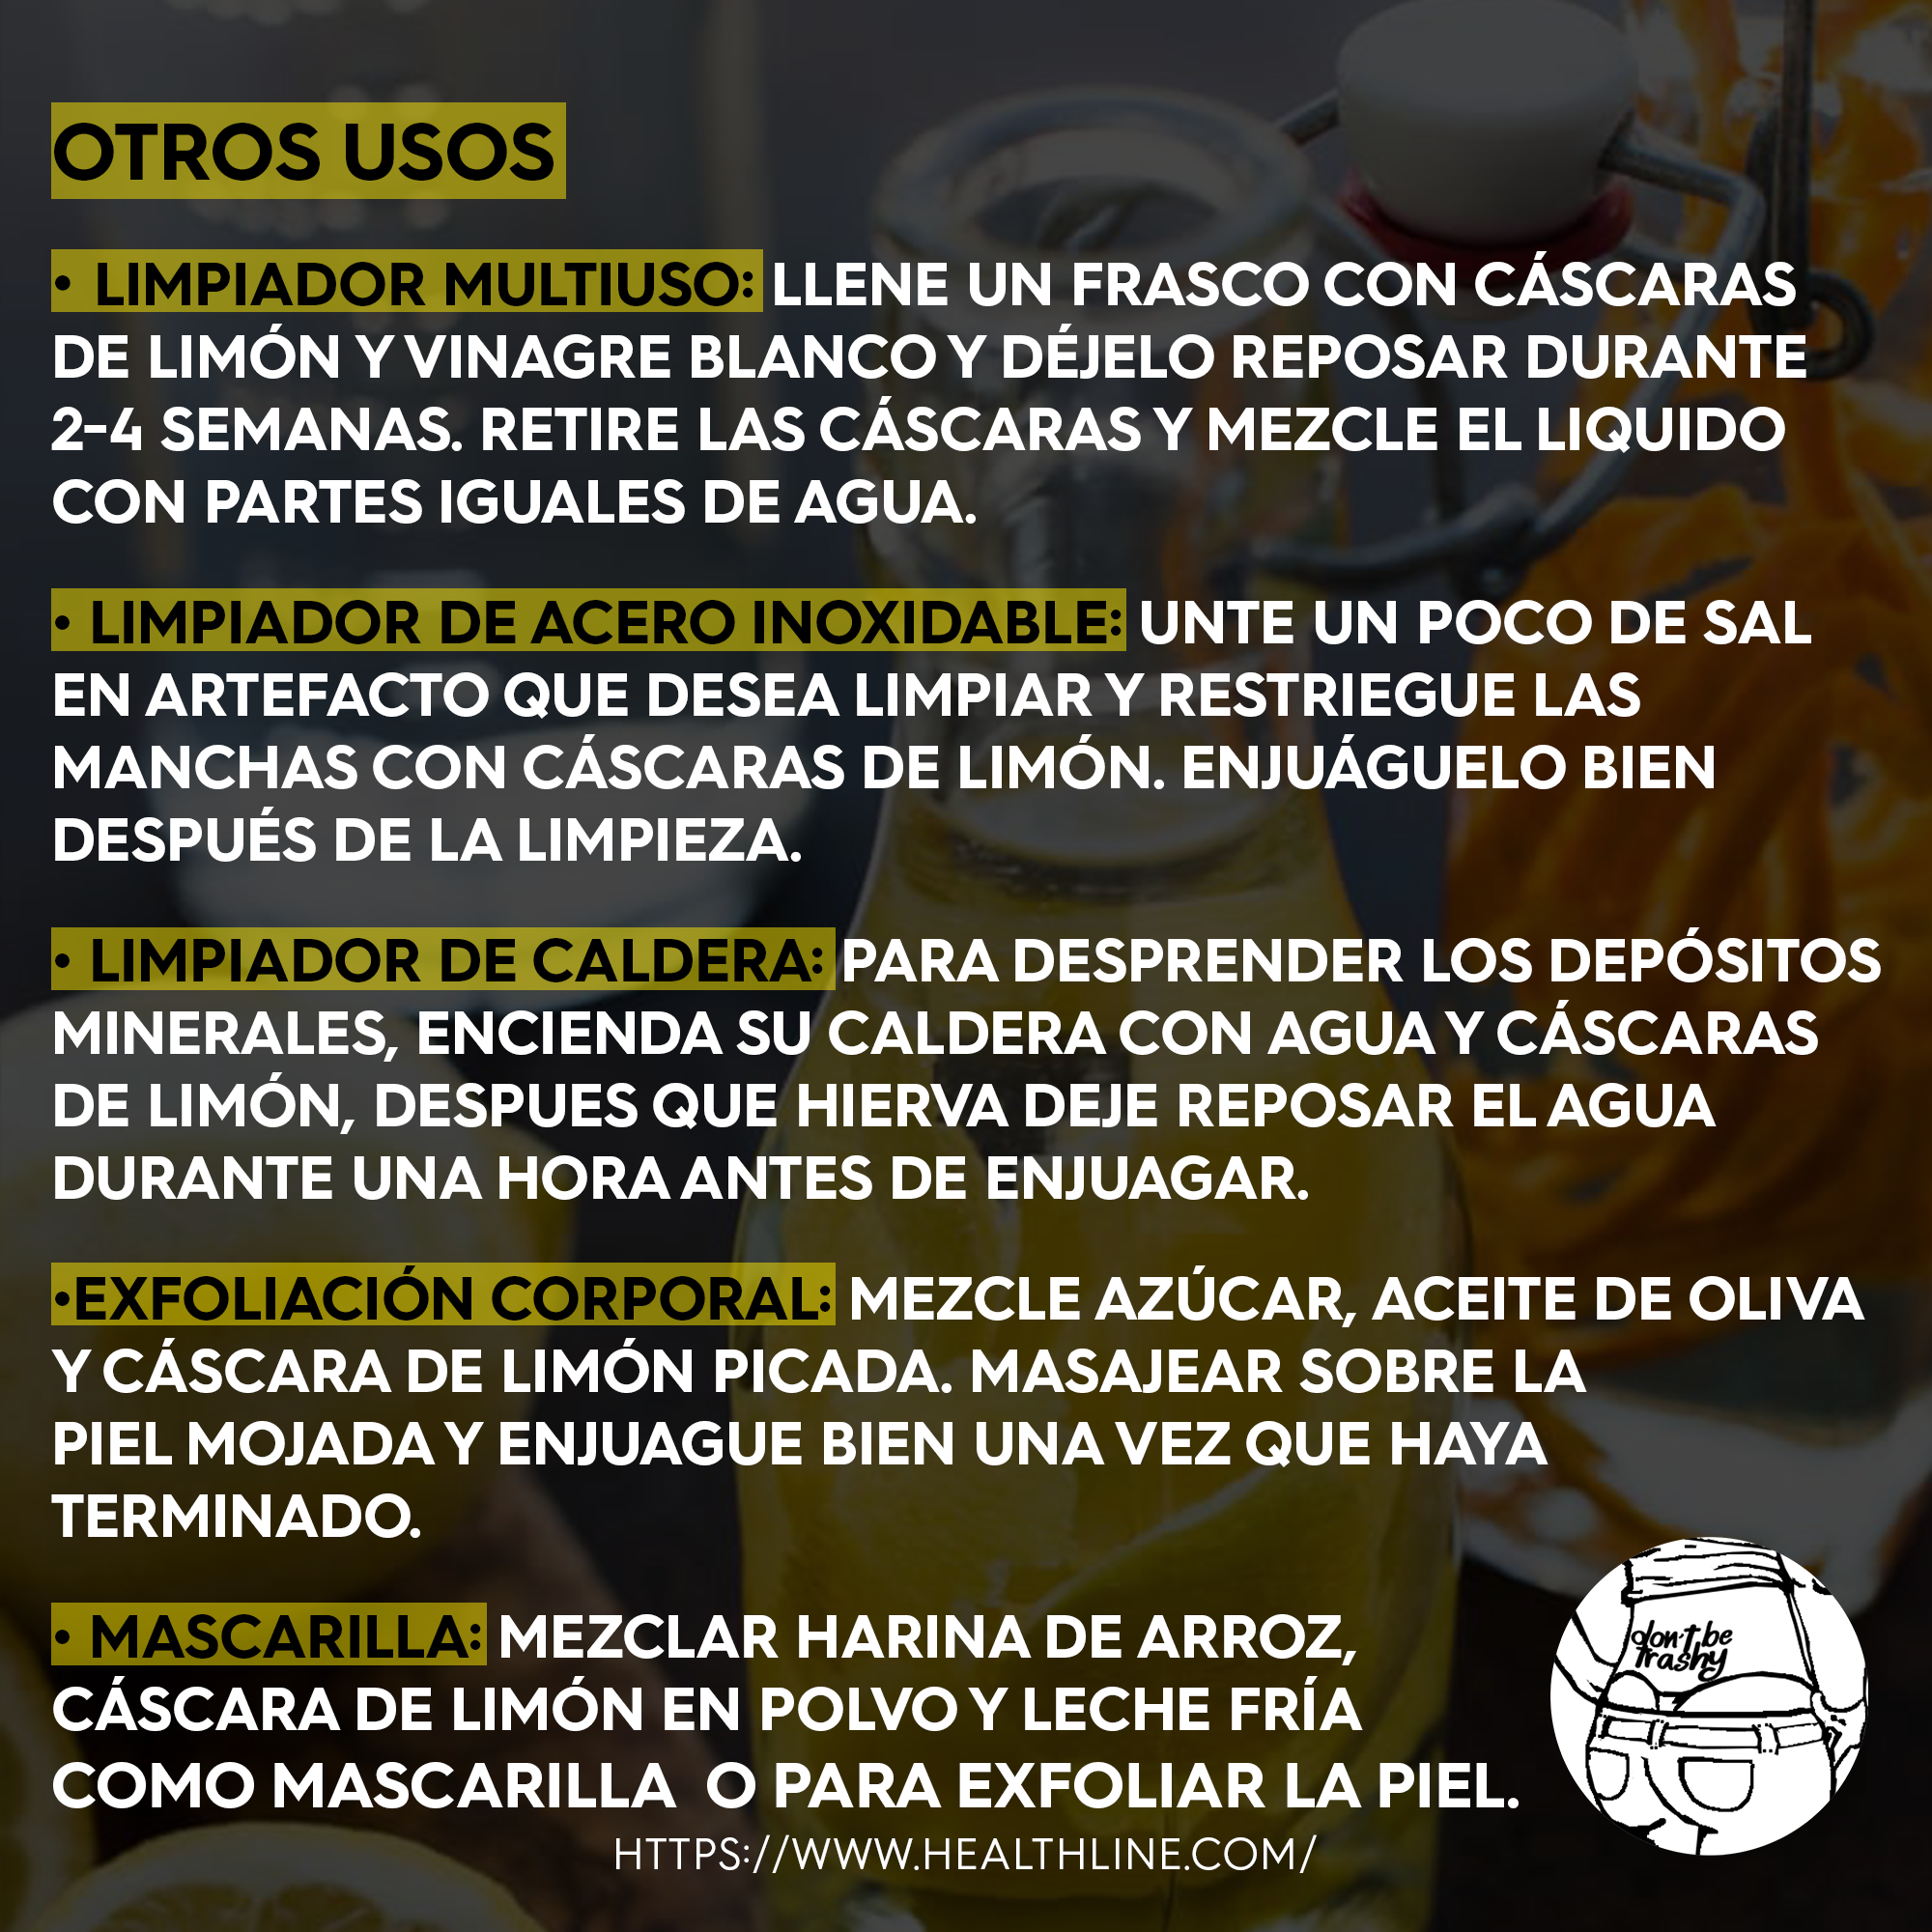 OTROS USOS
• LIMPIADOR MULTIUSO: LLENE UN FRASCO CON CÁSCARAS
DE LIMÓN Y VINAGRE BLANCO Y DÉJELO REPOSAR DURANTE
2-4 SEMANAS. RETIRE LAS CÁSCARAS Y MEZCLE EL LIQUIDO
CON PARTES IGUALES DE AGUA.
• LIMPIADOR DE ACERO INOXIDABLE: UNTE UN POCO DE SAL
EN ARTEFACTO QUE DESEA LIMPIAR Y RESTRIEGUE LAS
MANCHAS CON CÁSCARAS DE LIMÓN. ENJUÁGUELO BIEN
DESPUÉS DE LA LIMPIEZA.
• LIMPIADOR DE CALDERA: PARA DESPRENDER LOS DEPÓSITOS
MINERALES, ENCIENDA SU CALDERA CON AGUA Y CÁSCARAS
DE LIMÓN, DESPUES QUE HIERVA DEJE REPOSAR EL AGUA
DURANTE UNA HORA ANTES DE ENJUAGAR.
•EXFOLIACIÓN CORPORAL: MEZCLE AZÚCAR, ACEITE DE OLIVA
Y CÁSCARA DE LIMÓN PICADA. MASAJEAR SOBRE LA
PIEL MOJADA Y ENJUAGUE BIEN UNA VEZ QUE HAYA
TERMINADO.
• MASCARILLA: MEZCLAR HARINA DE ARROZ,
CÁSCARA DE LIMÓN EN POLVO Y LECHE FRÍA
COMO MASCARILLA O PARA EXFOLIAR LA PIEL.
don't be
Trashy
HTTPS://WWW.HEALTHLINE.COM/